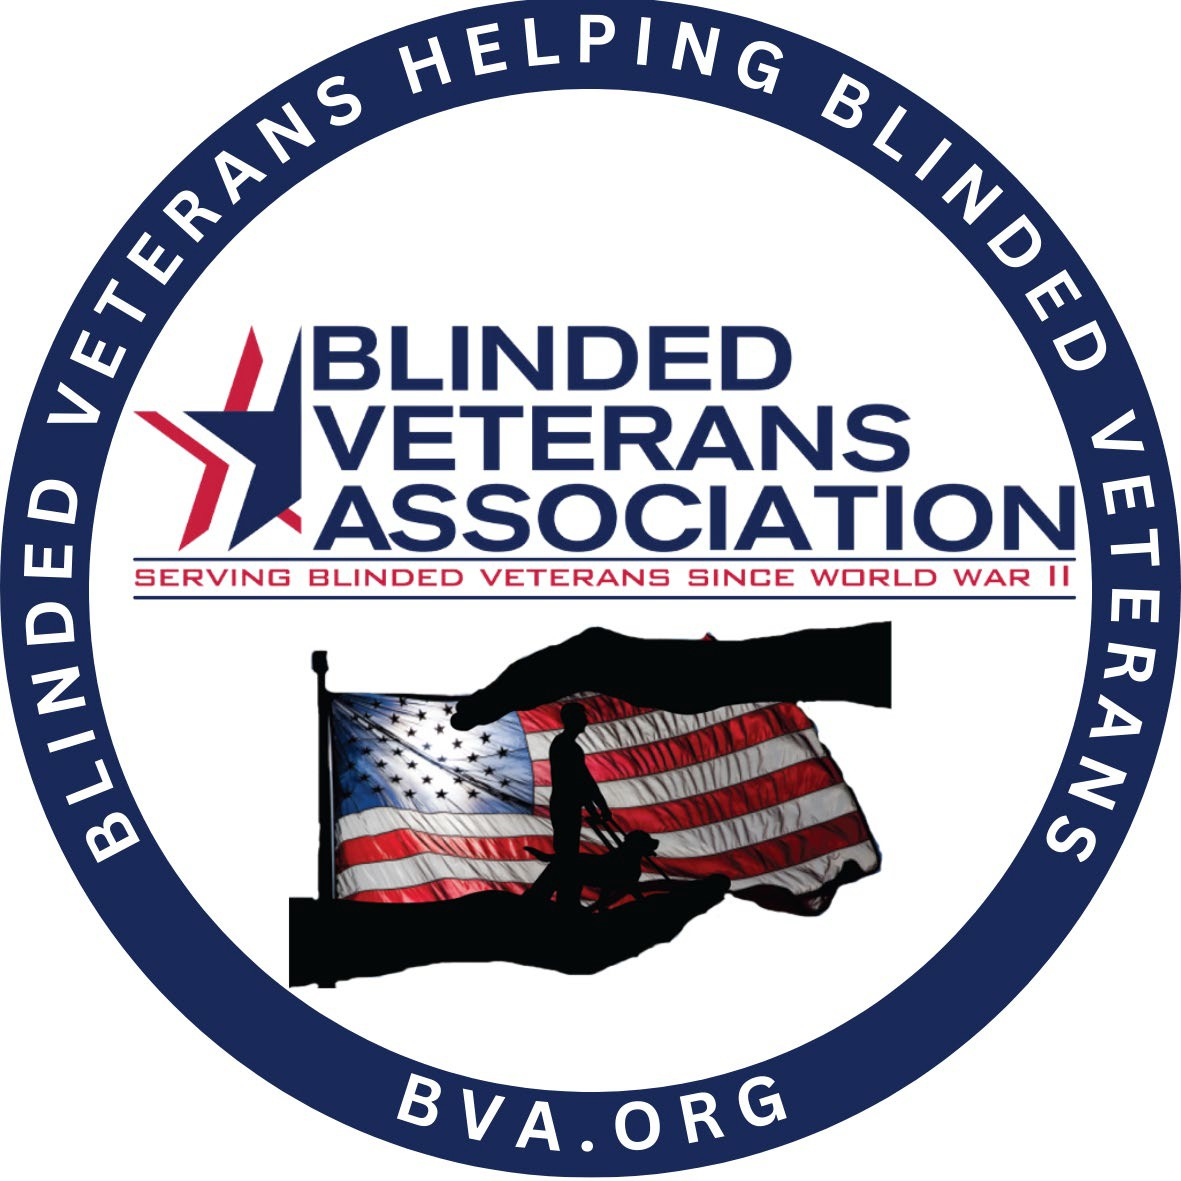 BLINDED VETERANS HELPING BLINDED VETERANS
BLINDED
VETERANS
ASSOCIATION
SERVING BLINDED VETERANS SINCE WORLD WAR II
BVA.ORG